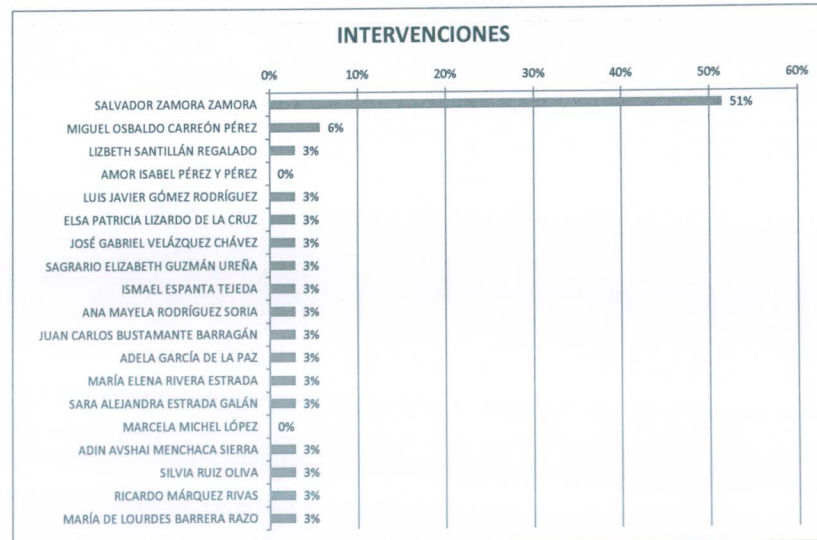 INTERVENCIONES
0% 10% 20% 30% 40% 50% 60%
SALVADOR ZAMORA ZAMORA 51%
MIGUEL OSBALDO CARREÓN PÉREZ 6%
LIZBETH SANTILLÁN REGALADO 3%
AMOR ISABEL PÉREZ Y PÉREZ 0%
LUIS JAVIER GÓMEZ RODRÍGUEZ 3%
ELSA PATRICIA LIZARDO DE LA CRUZ 3%
JOSÉ GABRIEL VELÁZQUEZ CHÁVEZ 3%
SAGRARIO ELIZABETH GUZMÁN UREÑA 3%
ISMAEL ESPANTA TEJEDA 3%
ANA MAYELA RODRÍGUEZ SORIA 3%
JUAN CARLOS BUSTAMANTE BARRAGÁN 3%
ADELA GARCÍA DE LA PAZ 3%
MARÍA ELENA RIVERA ESTRADA 3%
SARA ALEJANDRA ESTRADA GALÁN 3%
MARCELA MICHEL LÓPEZ 0%
ADIN AVSHAI MENCHACA SIERRA 3%
SILVIA RUIZ OLIVA 3%
RICARDO MÁRQUEZ RIVAS 3%
MARÍA DE LOURDES BARRERA RAZO 3%